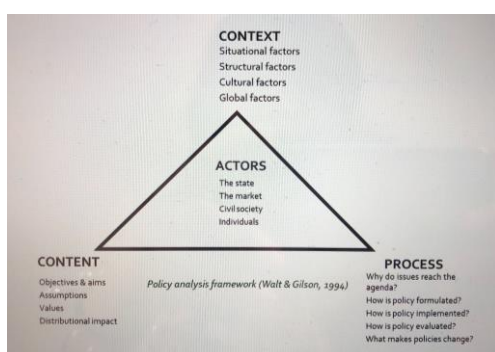 CONTEXT
Situational factors
Structural factors
Cultural factors
Global factors
ACTORS
The state
The market
Civil society
Individuals
CONTENT
Objectives & aims
Assumptions
Values
Distributional impact
Policy analysis framework (Walt & Gilson, 1994)
PROCESS
Why do issues reach the
agenda?
How is policy formulated?
How is policy implemented?
How is policy evaluated?
What makes policies change?